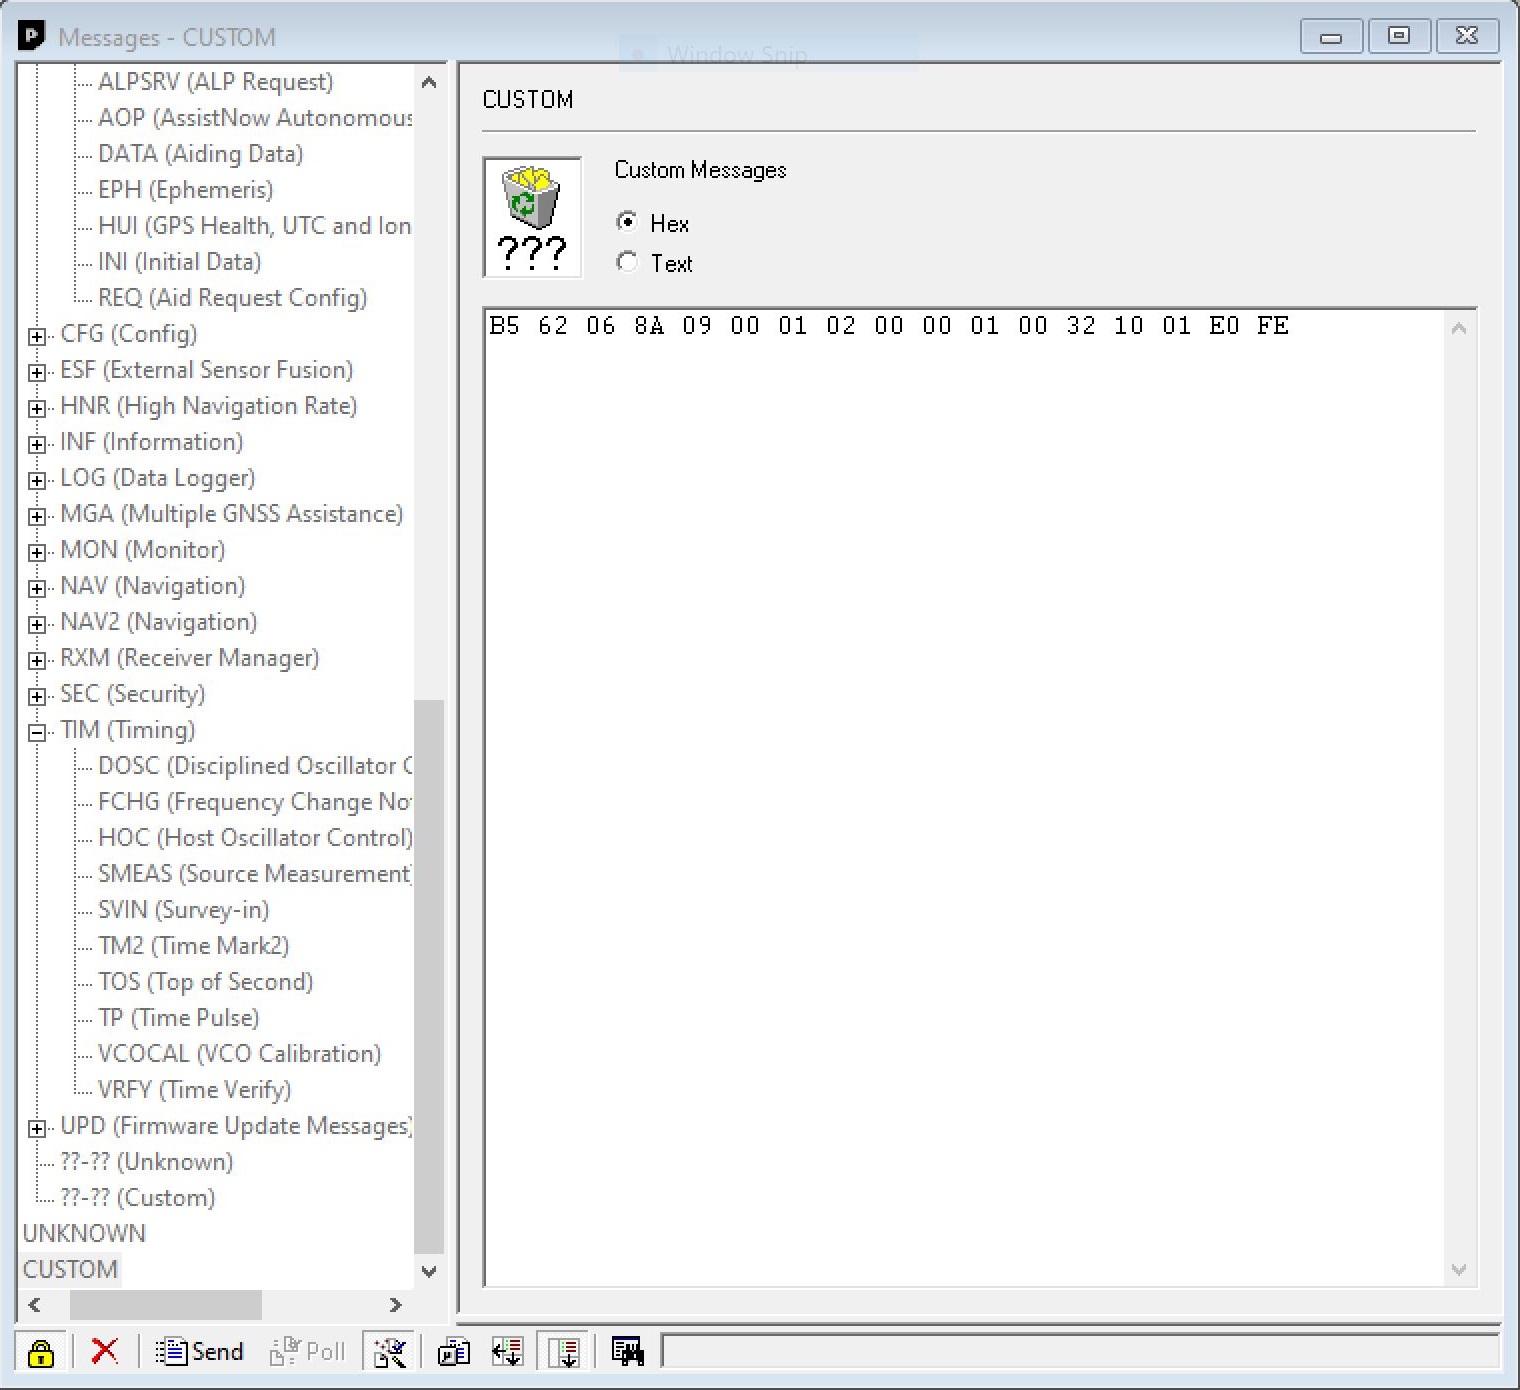 Messages - CUSTOM
Window Snip
ALPSRV (ALP Request)
AOP (AssistNow Autonomous
DATA (Aiding Data)
EPH (Ephemeris)
HUI (GPS Health, UTC and Ion
INI (Initial Data)
REQ (Aid Request Config)
CFG (Config)
ESF (External Sensor Fusion)
HNR (High Navigation Rate)
INF (Information)
LOG (Data Logger)
MGA (Multiple GNSS Assistance)
MON (Monitor)
NAV (Navigation)
NAV2 (Navigation)
RXM (Receiver Manager)
SEC (Security)
TIM (Timing)
DOSC (Disciplined Oscillator C
FCHG (Frequency Change Not
HOC (Host Oscillator Control)
SMEAS (Source Measurement)
SVIN (Survey-in)
TM2 (Time Mark2)
TOS (Top of Second)
TP (Time Pulse)
VCOCAL (VCO Calibration)
VRFY (Time Verify)
UPD (Firmware Update Messages)
??-?? (Unknown)
??-?? (Custom)
UNKNOWN
CUSTOM
CUSTOM
???
Custom Messages
Hex
Text
B5 62 06 8A 09 00 01 02 00 00 01 00 32 10 01 E0 FE
Send
Poll